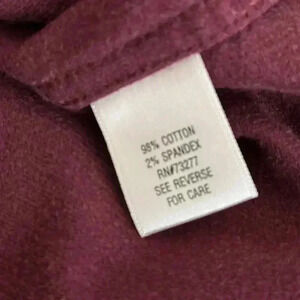 98% COTTON
2% SPANDEX
RN#73277
SEE REVERSE
FOR CARE